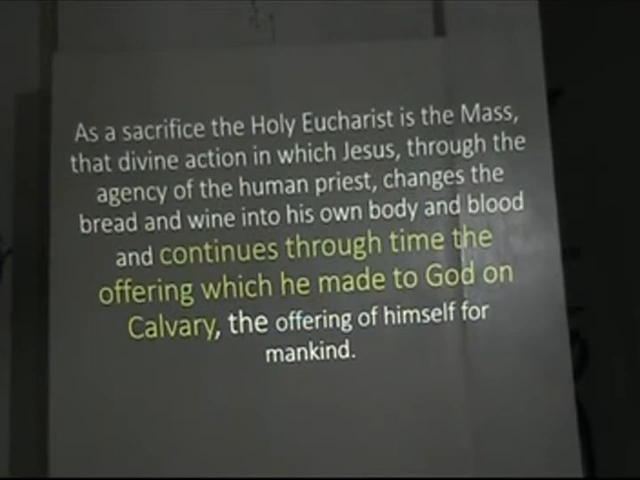 As a sacrifice the Holy Eucharist is the Mass,
that divine action in which Jesus, through the
agency of the human priest, changes the
bread and wine into his own body and blood
and continues through time the
offering which he made to God on
Calvary, the offering of himself for
mankind.